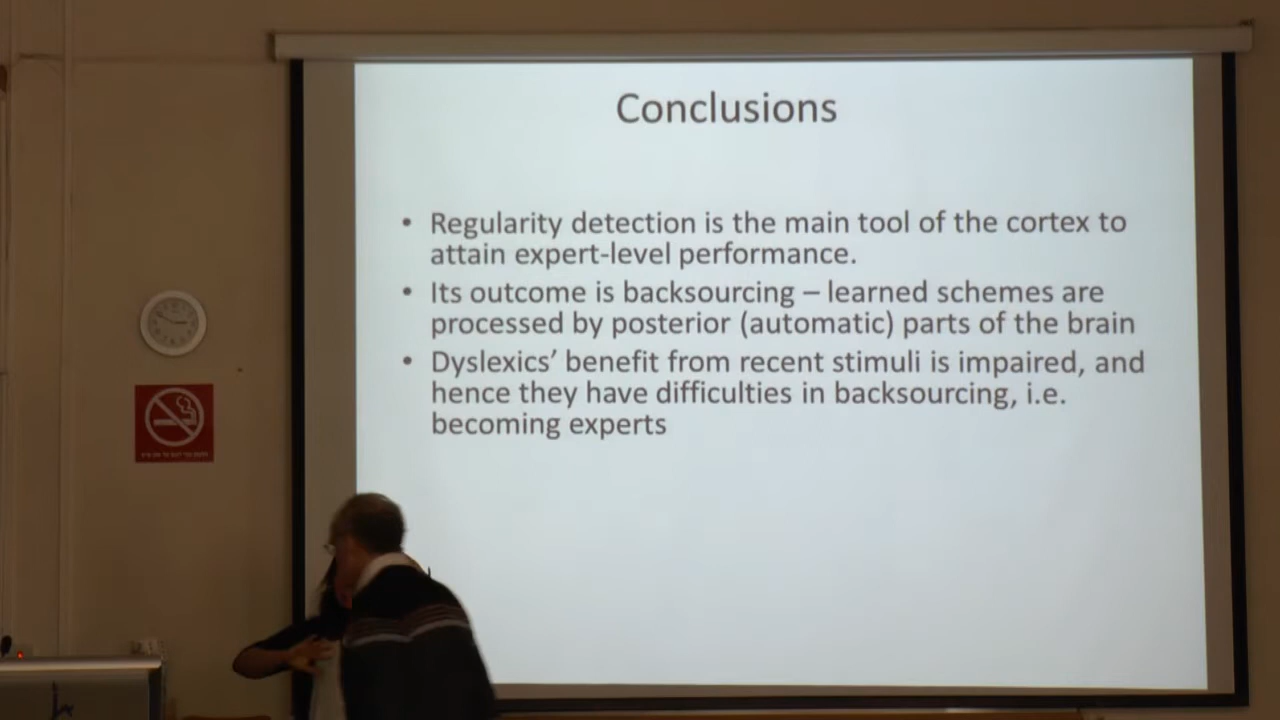 Conclusions
• Regularity detection is the main tool of the cortex to
attain expert-level performance.
• Its outcome is backsourcing – learned schemes are
processed by posterior (automatic) parts of the brain
• Dyslexics’ benefit from recent stimuli is impaired, and
hence they have difficulties in backsourcing, i.e.
becoming experts